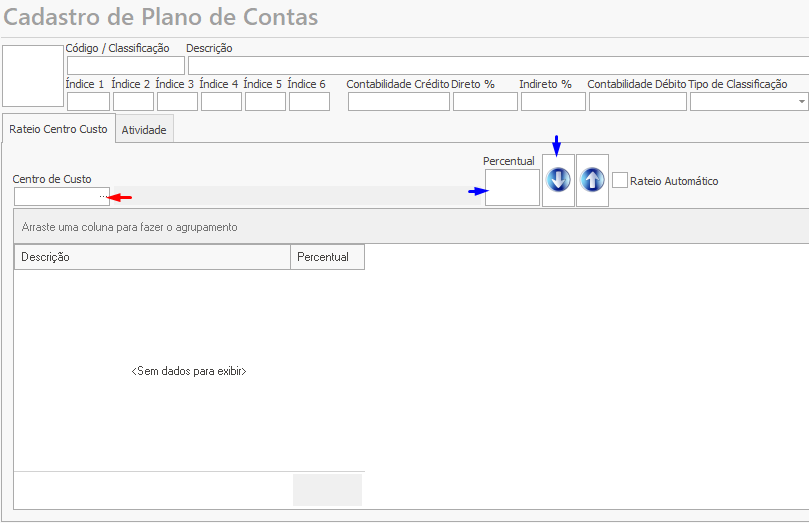 Cadastro de Plano de Contas
Código / Classificação Descrição
Índice 1 Índice 2 Índice 3 Índice 4 Índice 5 Índice 6 Contabilidade Crédito Direto % Indireto % Contabilidade Débito Tipo de Classificação
Rateio Centro Custo Atividade
Percentual
Centro de Custo Rateio Automático
...
Arraste uma coluna para fazer o agrupamento
Descrição Percentual
<Sem dados para exibir>